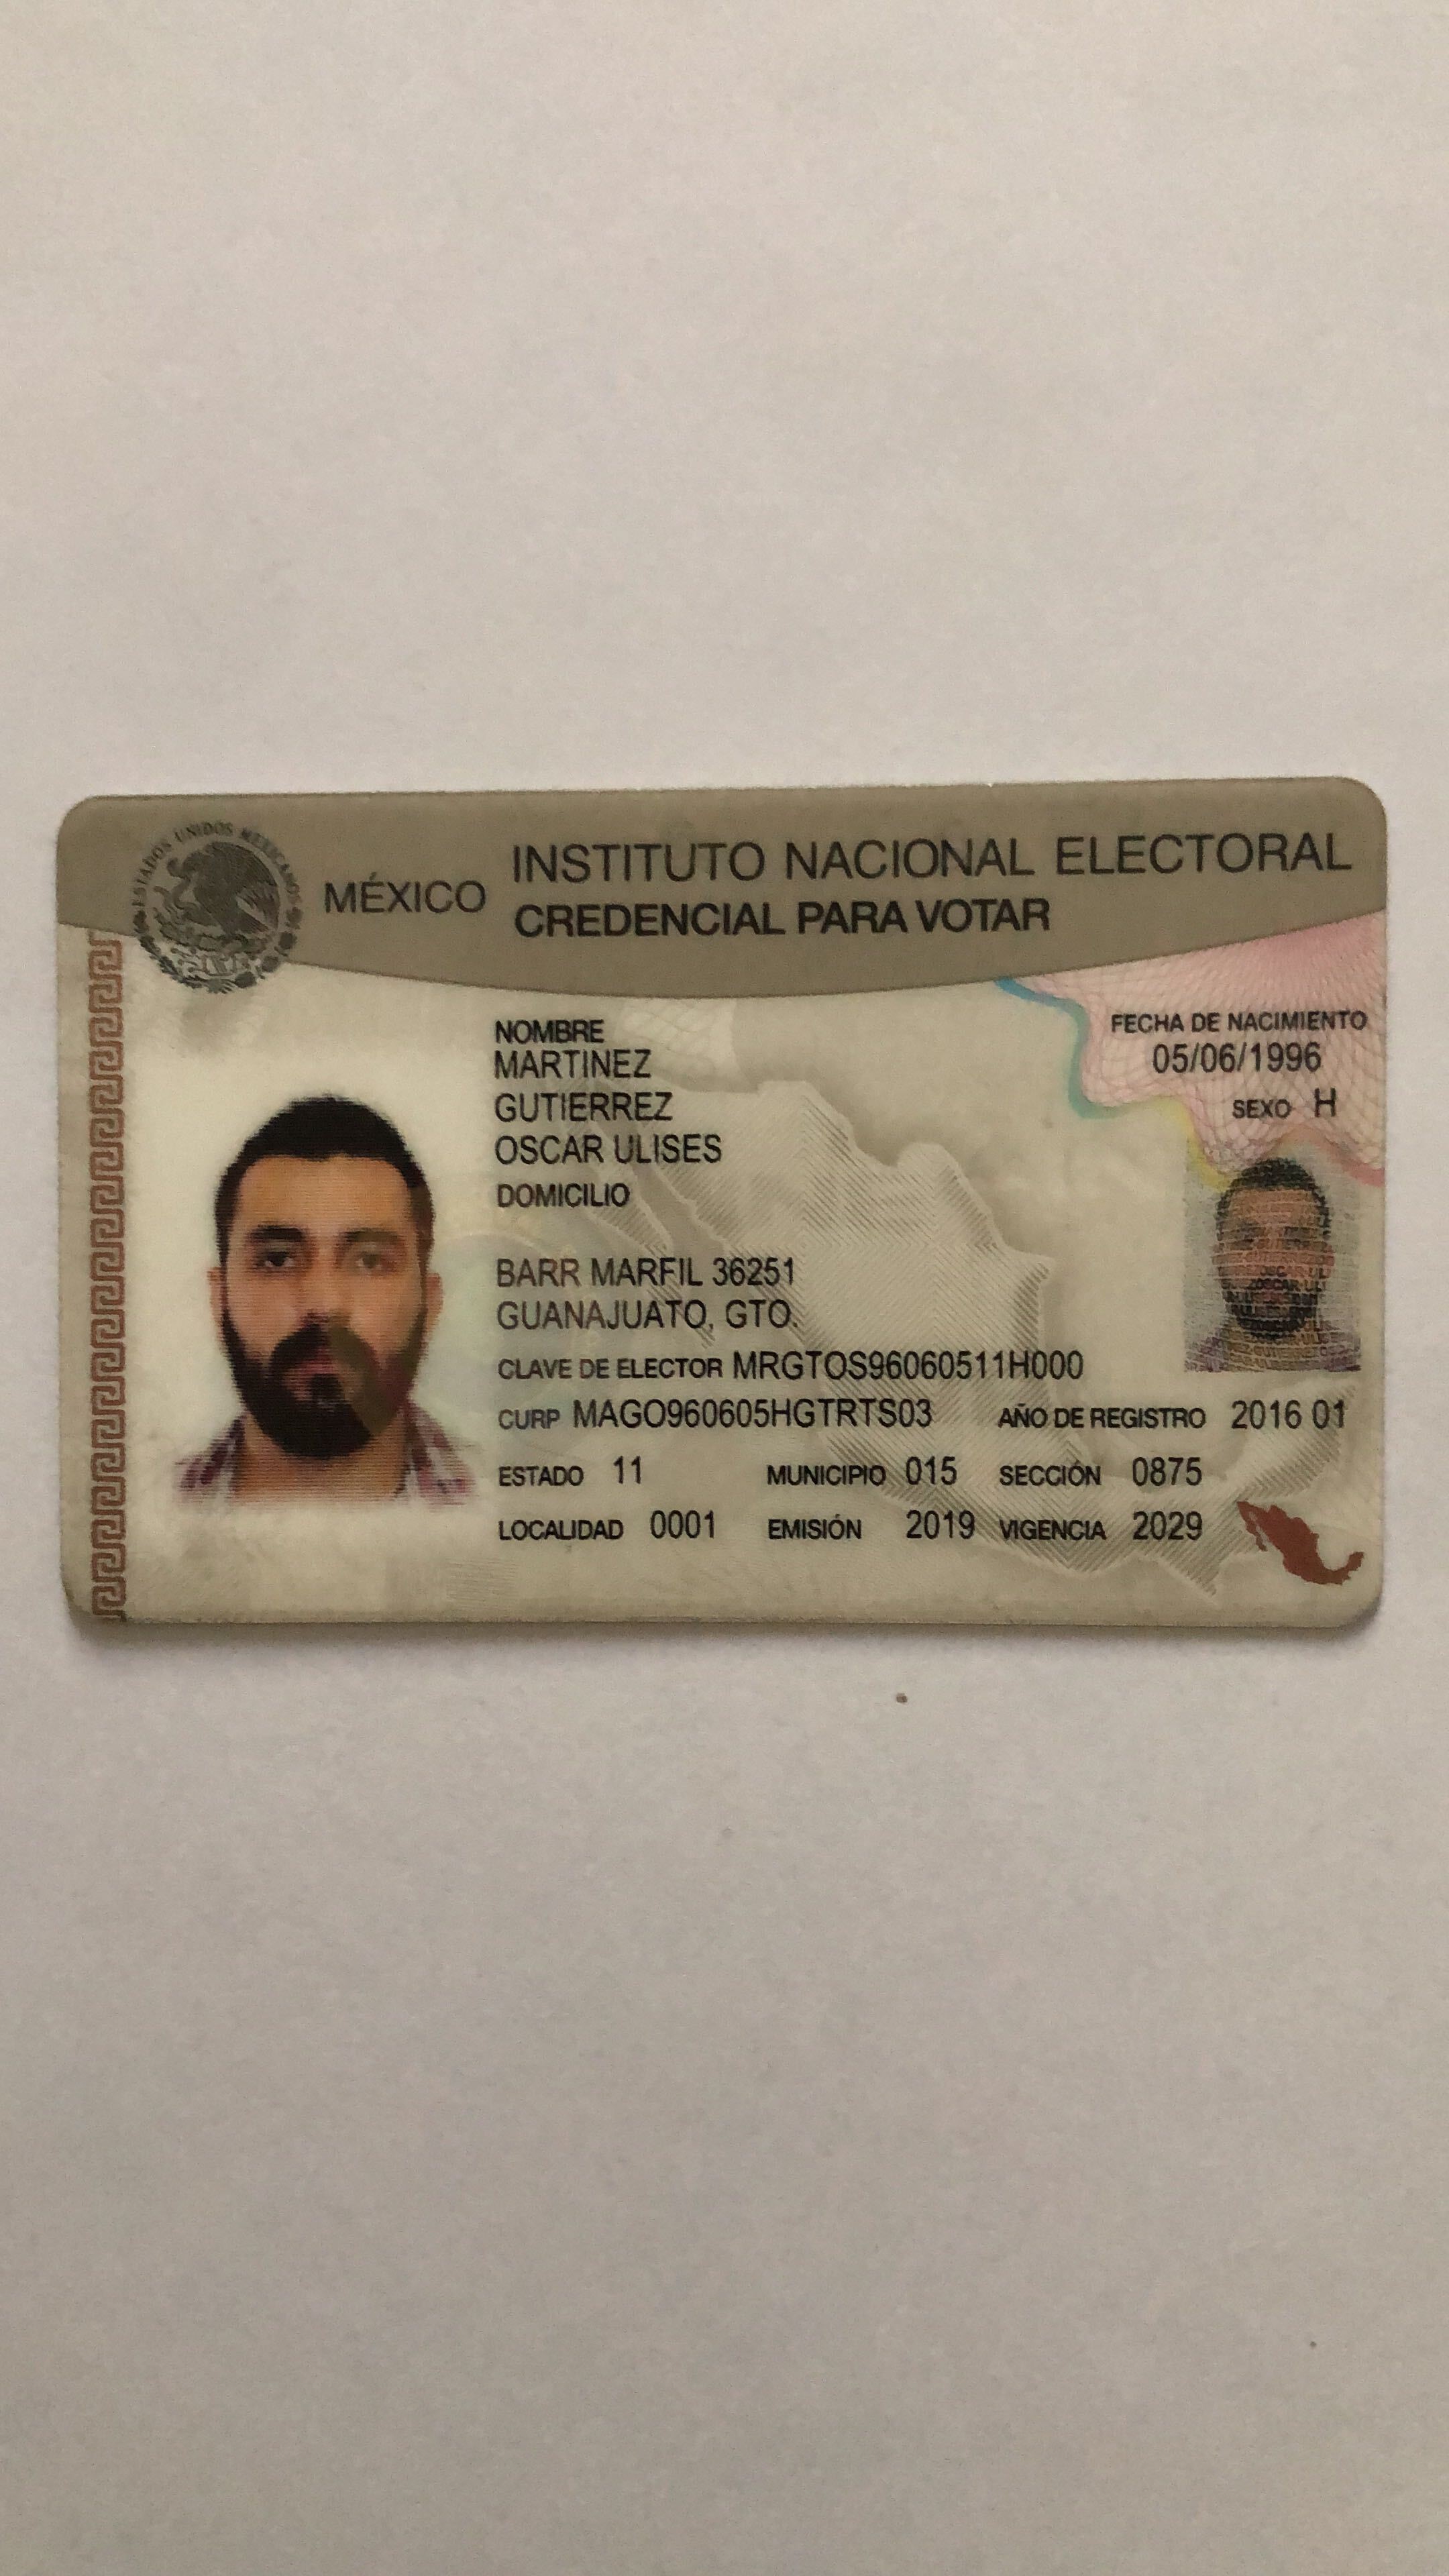 ESTADOS UNIDOS MEXICANOS
MÉXICO
INSTITUTO NACIONAL ELECTORAL
CREDENCIAL PARA VOTAR
NOMBRE
MARTINEZ
GUTIERREZ
OSCAR ULISES
FECHA DE NACIMIENTO
05/06/1996
SEXO H
DOMICILIO
BARR MARFIL 36251
GUANAJUATO, GTO.
CLAVE DE ELECTOR MRGTOS96060511H000
CURP MAGO960605HGTRTS03 AÑO DE REGISTRO 2016 01
ESTADO 11 MUNICIPIO 015 SECCIÓN 0875
LOCALIDAD 0001 EMISIÓN 2019 VIGENCIA 2029